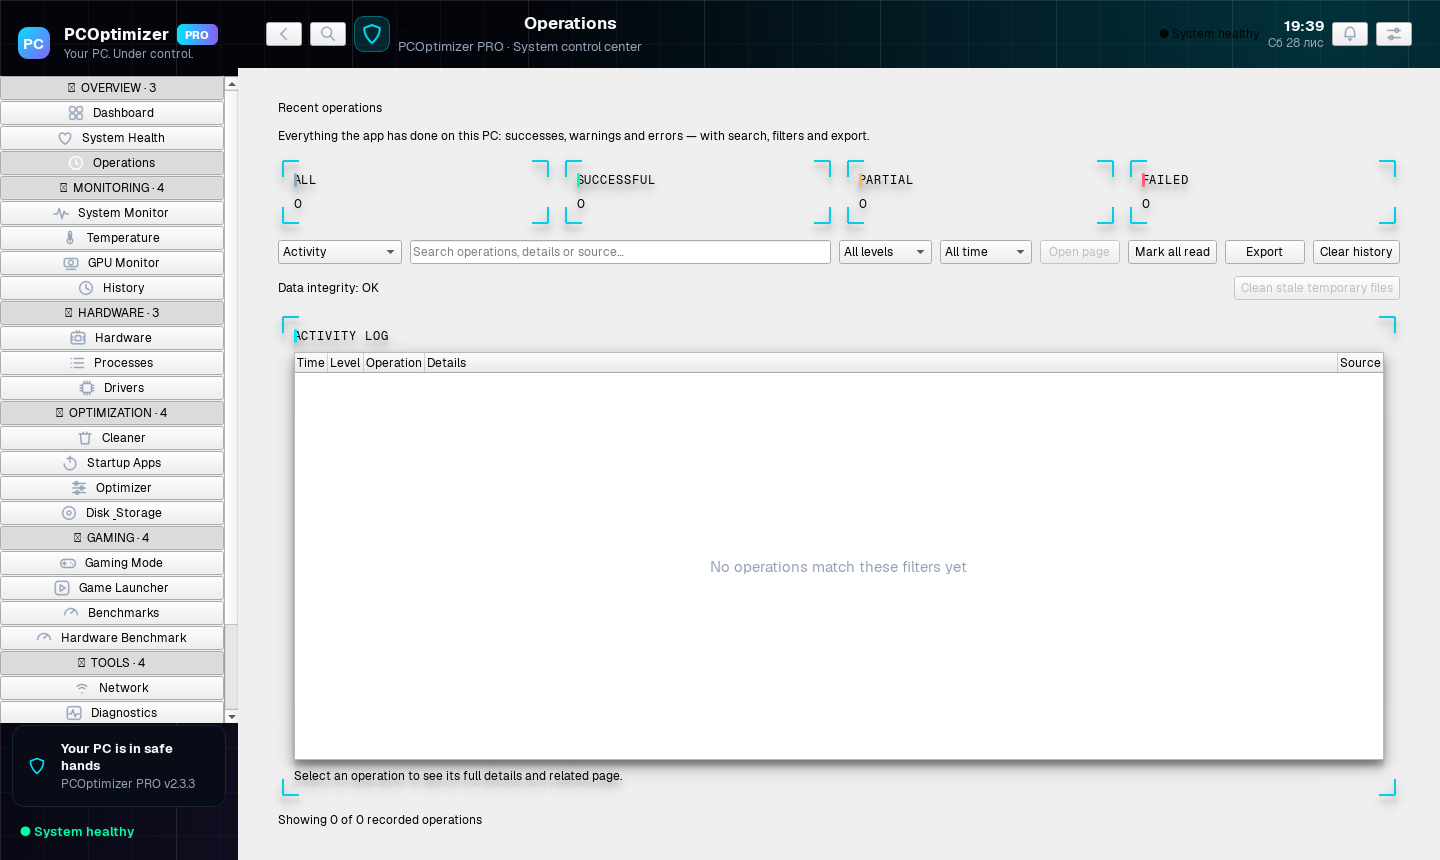 PC
PCOptimizer PRO
Your PC. Under control.
Operations
PCOptimizer PRO · System control center
● System healthy
19:39
Сб 28 лис
OVERVIEW · 3
Dashboard
System Health
Operations
MONITORING · 4
System Monitor
Temperature
GPU Monitor
History
HARDWARE · 3
Hardware
Processes
Drivers
OPTIMIZATION · 4
Cleaner
Startup Apps
Optimizer
Disk _Storage
GAMING · 4
Gaming Mode
Game Launcher
Benchmarks
Hardware Benchmark
TOOLS · 4
Network
Diagnostics
Your PC is in safe
hands
PCOptimizer PRO v2.3.3
● System healthy
Recent operations
Everything the app has done on this PC: successes, warnings and errors — with search, filters and export.
ALL
0
SUCCESSFUL
0
PARTIAL
0
FAILED
0
Activity
Search operations, details or source...
All levels
All time
Open page
Mark all read
Export
Clear history
Data integrity: OK
Clean stale temporary files
ACTIVITY LOG
Time Level Operation Details Source
No operations match these filters yet
Select an operation to see its full details and related page.
Showing 0 of 0 recorded operations